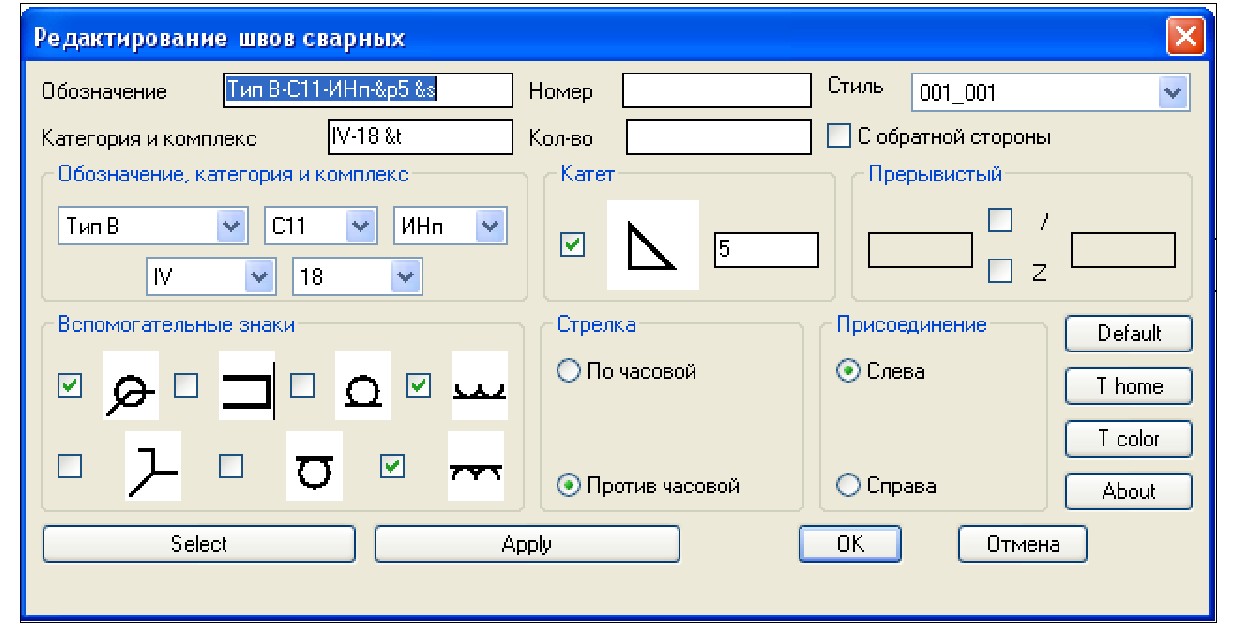 Редактирование швов сварных
Обозначение Тип В-С11-ИНп-&p5 &s Номер Стиль 001_001
Категория и комплекс IV-18 &t Кол-во С обратной стороны
Обозначение, категория и комплекс Катет Прерывистый
Тип В С11 ИНп 5 /
IV 18 Z
Вспомогательные знаки Стрелка Присоединение Default
По часовой Слева T home
T color
Против часовой Справа About
Select Apply OK Отмена